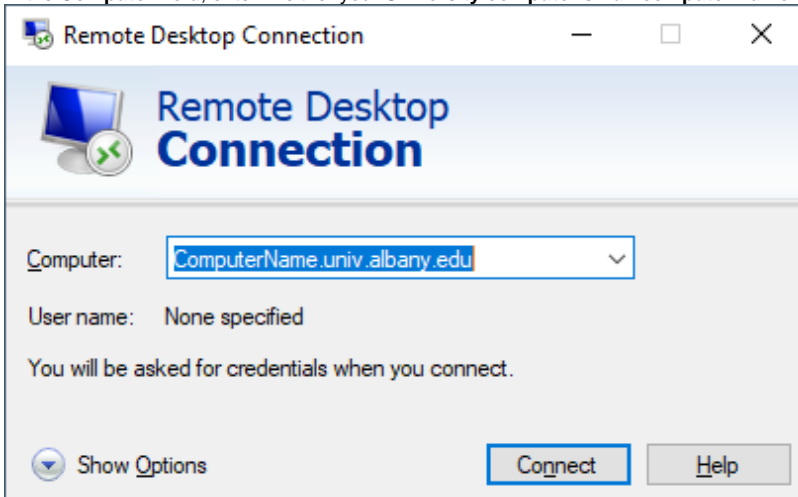 Remote Desktop Connection
Remote Desktop
Connection
Computer: ComputerName.univ.albany.edu
User name: None specified
You will be asked for credentials when you connect.
Show Options Connect Help